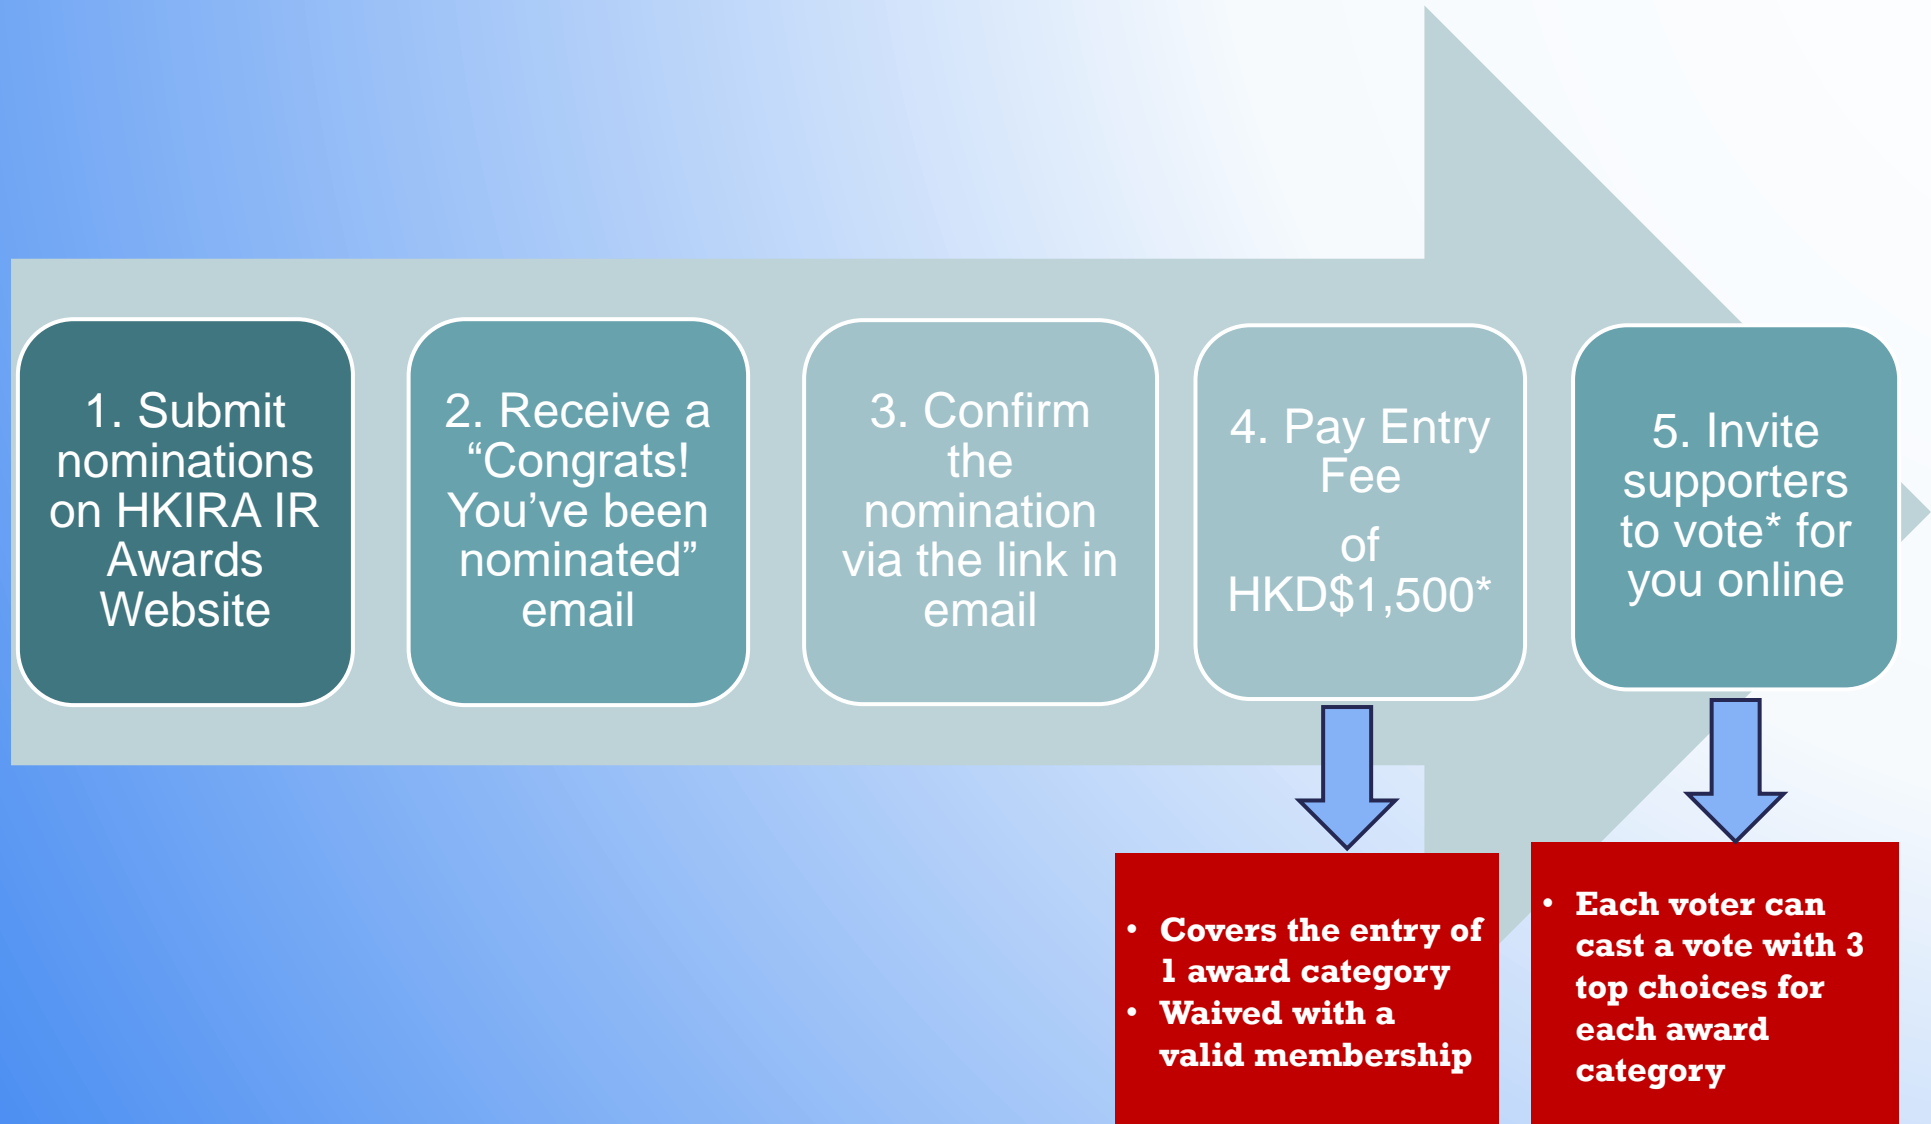 1. Submit
nominations
on HKIRA IR
Awards
Website
2. Receive a
“Congrats!
You’ve been
nominated”
email
3. Confirm
the
nomination
via the link in
email
4. Pay Entry
Fee
of
HKD$1,500*
5. Invite
supporters
to vote* for
you online
• Covers the entry of
1 award category
• Waived with a
valid membership
• Each voter can
cast a vote with 3
top choices for
each award
category